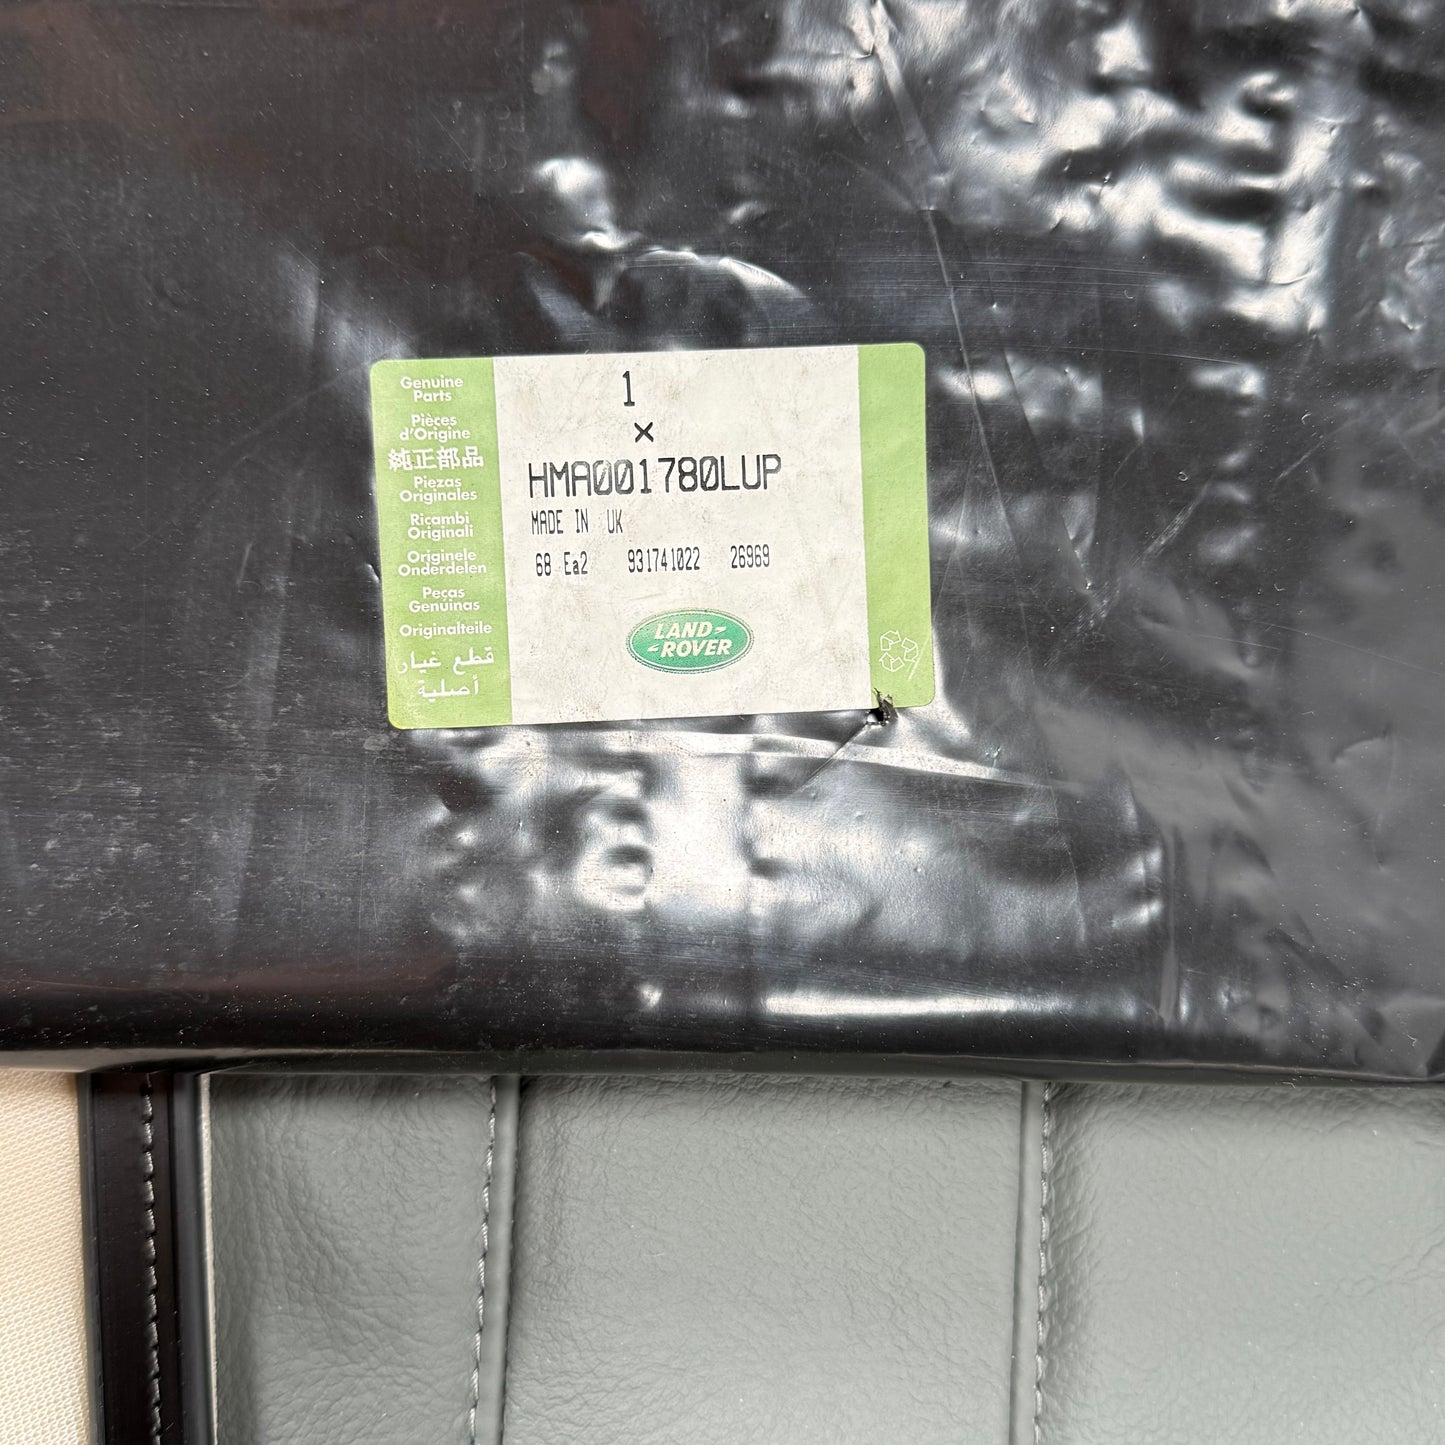 Genuine
Parts
Pièces
d'Origine
純正部品
Piezas
Originales
Ricambi
Originali
Originele
Onderdelen
Peças
Genuinas
Originalteile
قطع غيار
أصلية
1
×
HMA001780LUP
MADE IN UK
68 Ea2 931741022 26969
LAND-
-ROVER